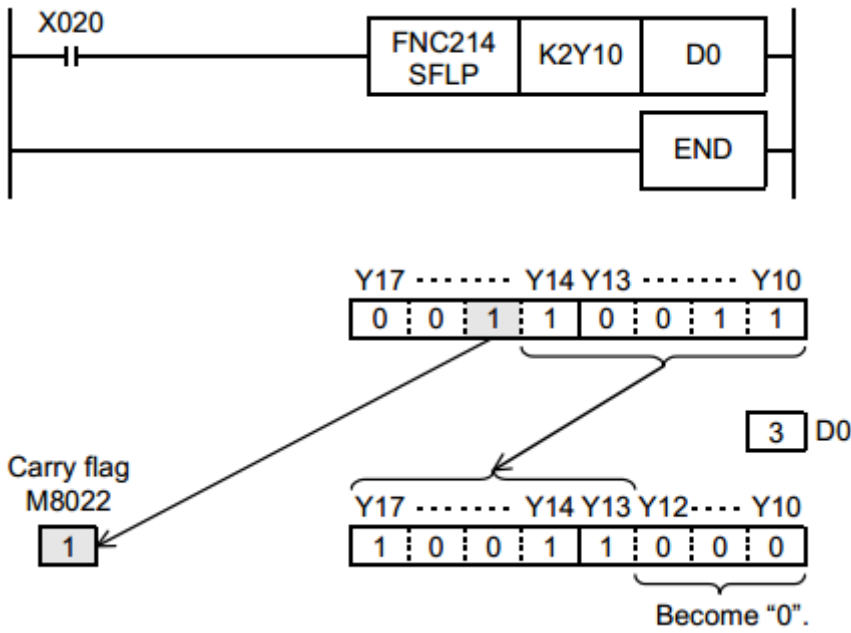 X020
FNC214 SFLP K2Y10 D0
END
Y17 ······· Y14 Y13 ······· Y10
0 0 1 1 0 0 1 1
3 D0
Carry flag
M8022
1
Y17 ······· Y14 Y13 Y12 ···· Y10
1 0 0 1 1 0 0 0
Become “0”.